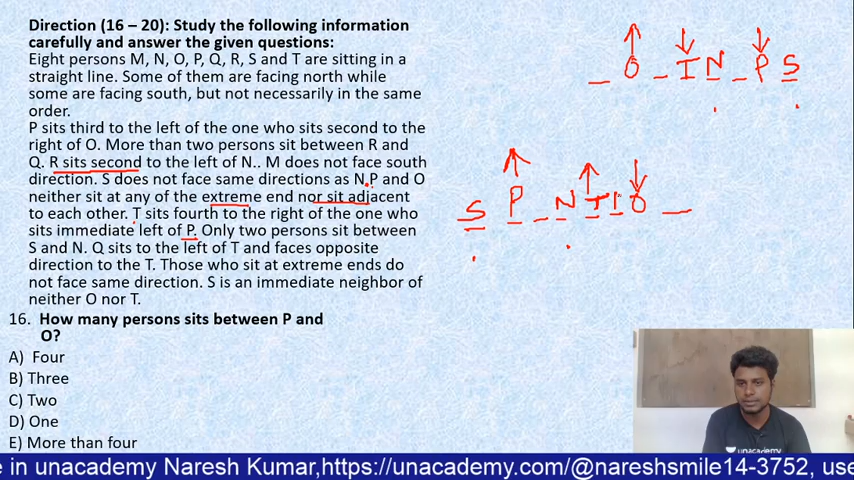 Direction (16 – 20): Study the following information
carefully and answer the given questions:
Eight persons M, N, O, P, Q, R, S and T are sitting in a
straight line. Some of them are facing north while
some are facing south, but not necessarily in the same
order.
P sits third to the left of the one who sits second to the
right of O. More than two persons sit between R and
Q. R sits second to the left of N.. M does not face south
direction. S does not face same directions as N.P and O
neither sit at any of the extreme end nor sit adjacent
to each other. T sits fourth to the right of the one who
sits immediate left of P. Only two persons sit between
S and N. Q sits to the left of T and faces opposite
direction to the T. Those who sit at extreme ends do
not face same direction. S is an immediate neighbor of
neither O nor T.
16. How many persons sits between P and
O?
A) Four
B) Three
C) Two
D) One
E) More than four
O T N P S
S P N T O
unacademy
e in unacademy Naresh Kumar,https://unacademy.com/@nareshsmile14-3752, use